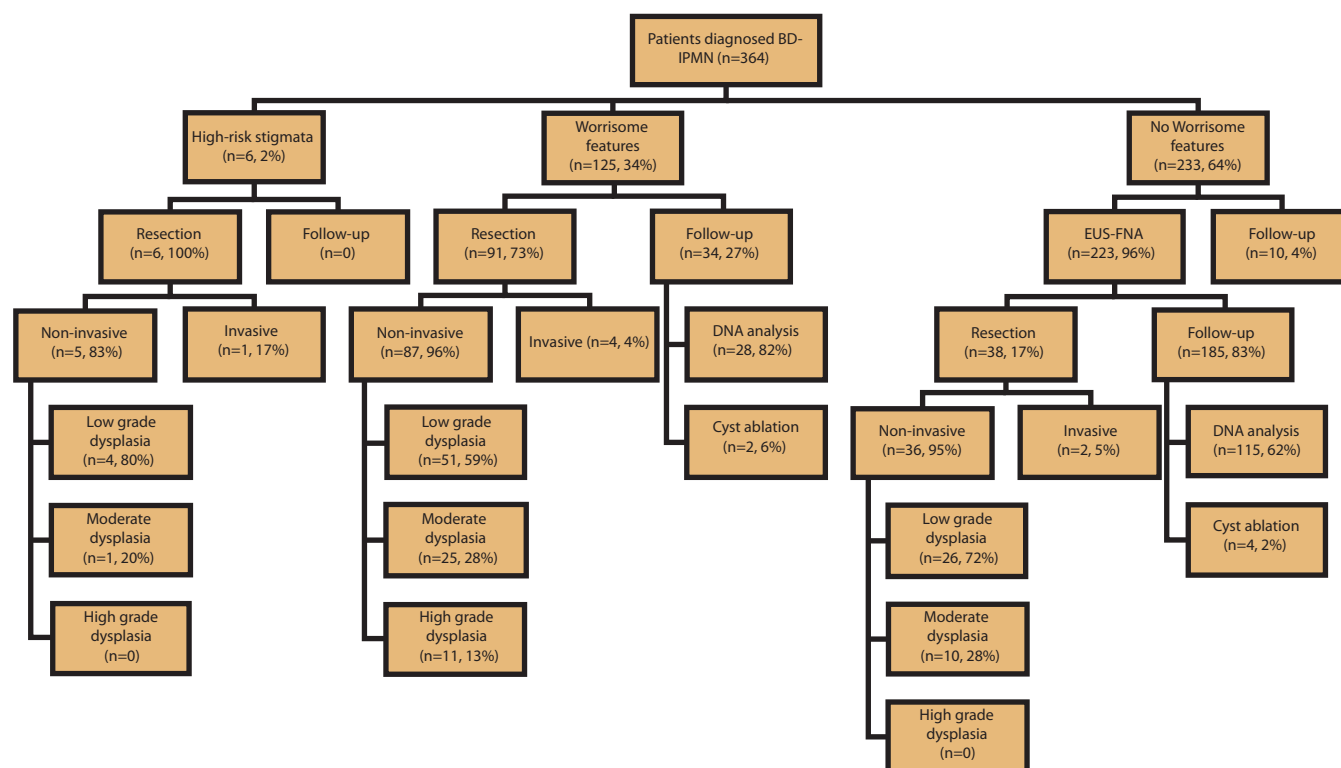 Patients diagnosed BD-
IPMN (n=364)
High-risk stigmata
(n=6, 2%)
Worrisome
features
(n=125, 34%)
No Worrisome
features
(n=233, 64%)
Resection
(n=6, 100%)
Follow-up
(n=0)
Resection
(n=91, 73%)
Follow-up
(n=34, 27%)
EUS-FNA
(n=223, 96%)
Follow-up
(n=10, 4%)
Non-invasive
(n=5, 83%)
Invasive
(n=1, 17%)
Non-invasive
(n=87, 96%)
Invasive (n=4, 4%)
DNA analysis
(n=28, 82%)
Resection
(n=38, 17%)
Follow-up
(n=185, 83%)
Low grade
dysplasia
(n=4, 80%)
Low grade
dysplasia
(n=51, 59%)
Cyst ablation
(n=2, 6%)
Non-invasive
(n=36, 95%)
Invasive
(n=2, 5%)
DNA analysis
(n=115, 62%)
Moderate
dysplasia
(n=1, 20%)
Moderate
dysplasia
(n=25, 28%)
Low grade
dysplasia
(n=26, 72%)
Cyst ablation
(n=4, 2%)
High grade
dysplasia
(n=0)
High grade
dysplasia
(n=11, 13%)
Moderate
dysplasia
(n=10, 28%)
High grade
dysplasia
(n=0)